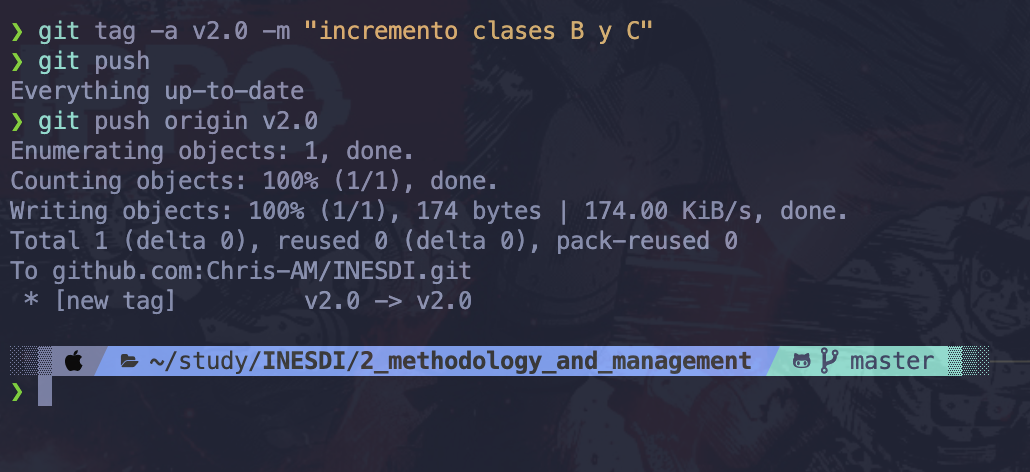 ❯ git tag -a v2.0 -m "incremento clases B y C"
❯ git push
Everything up-to-date
❯ git push origin v2.0
Enumerating objects: 1, done.
Counting objects: 100% (1/1), done.
Writing objects: 100% (1/1), 174 bytes | 174.00 KiB/s, done.
Total 1 (delta 0), reused 0 (delta 0), pack-reused 0
To github.com:Chris-AM/INESDI.git
 * [new tag]         v2.0 -> v2.0
~/study/INESDI/2_methodology_and_management master
❯